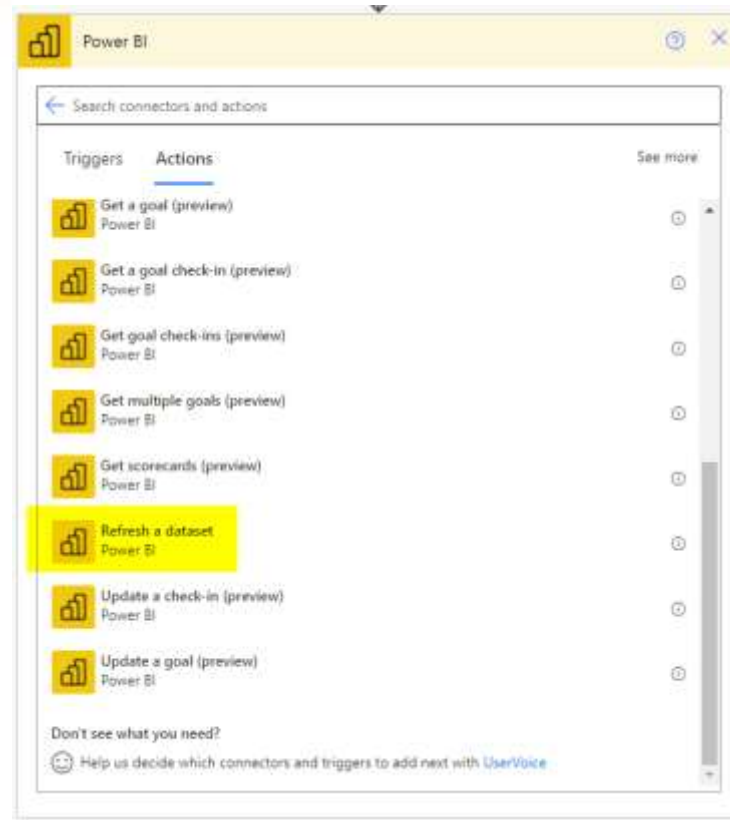 Power BI
Search connectors and actions
Triggers Actions See more
Get a goal (preview)
Power BI
Get a goal check-in (preview)
Power BI
Get goal check-ins (preview)
Power BI
Get multiple goals (preview)
Power BI
Get scorecards (preview)
Power BI
Refresh a dataset
Power BI
Update a check-in (preview)
Power BI
Update a goal (preview)
Power BI
Don't see what you need?
Help us decide which connectors and triggers to add next with UserVoice